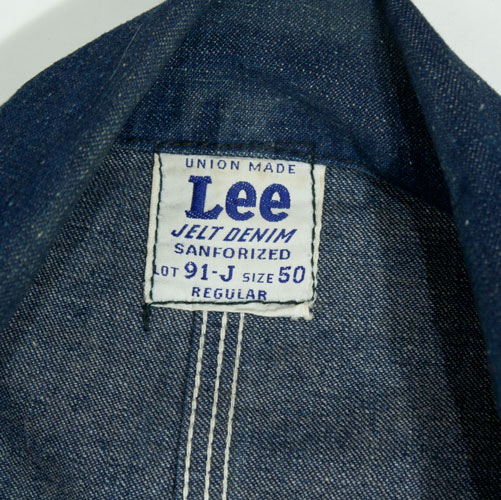 UNION MADE
Lee
JELT DENIM
SANFORIZED
LOT 91-J SIZE 50
REGULAR